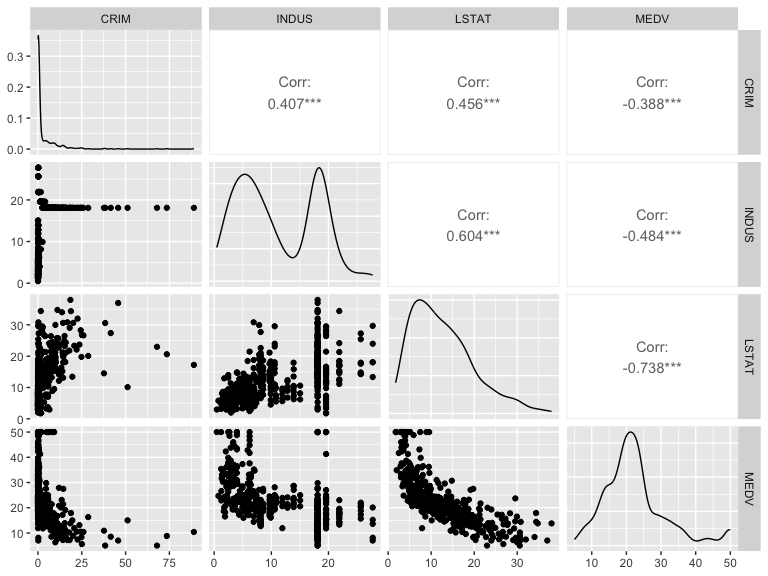 CRIM INDUS LSTAT MEDV
0.3
0.2
0.1
0.0
Corr:
0.407***
Corr:
0.456***
Corr:
-0.388***
CRIM
20
10
0
Corr:
0.604***
Corr:
-0.484***
INDUS
30
20
10
0
Corr:
-0.738***
LSTAT
50
40
30
20
10
MEDV
0 25 50 75 0 10 20 0 10 20 30 10 20 30 40 50